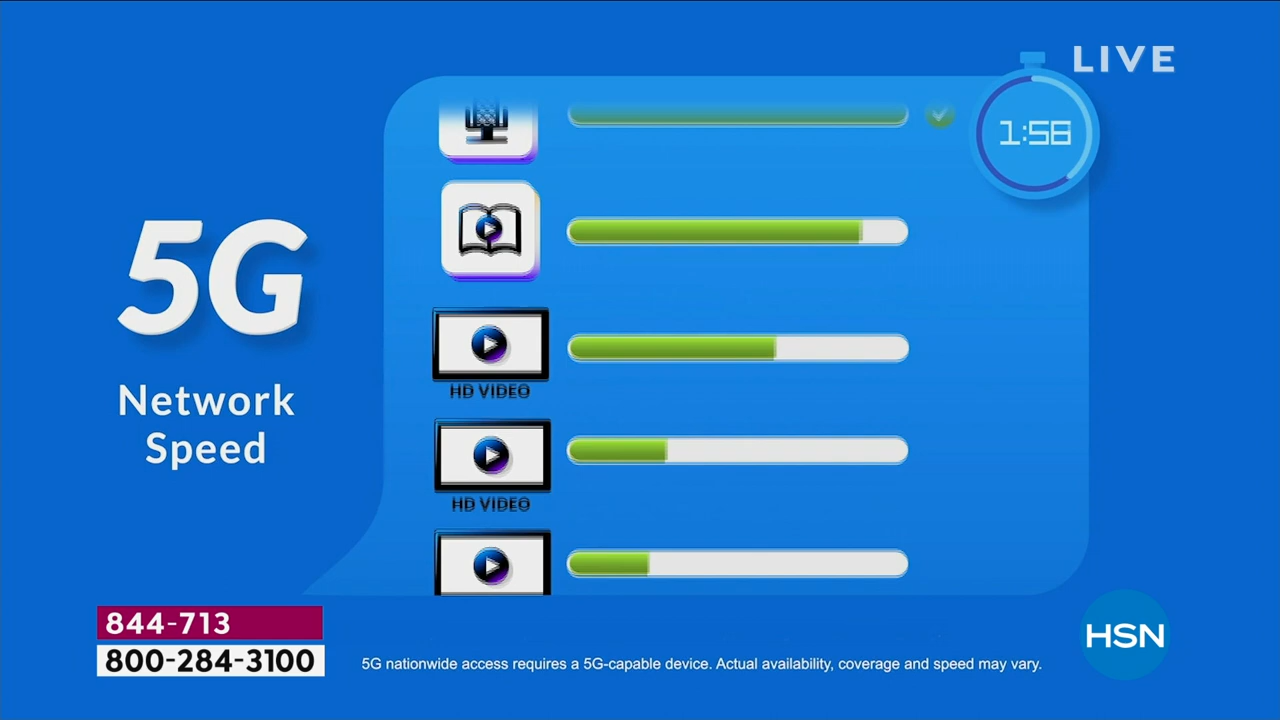 LIVE
1:58
5G
Network
Speed
HD VIDEO
HD VIDEO
844-713
800-284-3100
5G nationwide access requires a 5G-capable device. Actual availability, coverage and speed may vary.
HSN